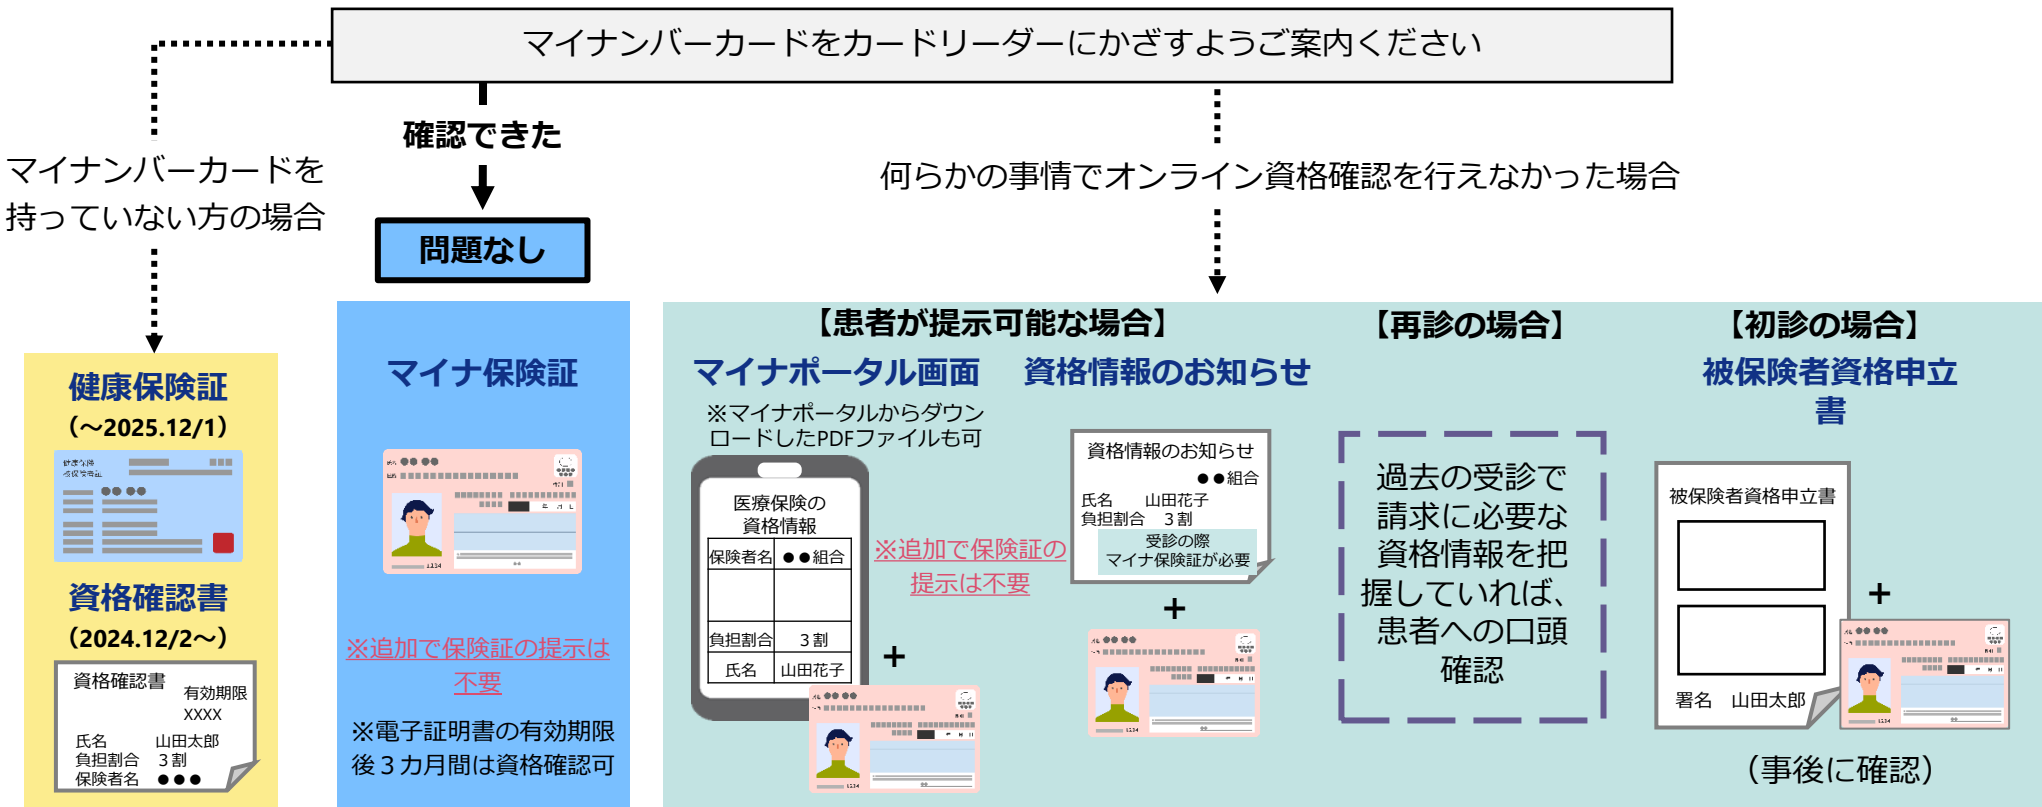 マイナンバーカードをカードリーダーにかざすようご案内ください
マイナンバーカードを
持っていない方の場合
確認できた
問題なし
何らかの事情でオンライン資格確認を行えなかった場合
健康保険証
（～2025.12/1）
健康保険
被保険者証
資格確認書
（2024.12/2～）
資格確認書
有効期限
XXXX
氏名　　山田太郎
負担割合　３割
保険者名　●●●
マイナ保険証
1234
※追加で保険証の提示は
不要
※電子証明書の有効期限
後３カ月間は資格確認可
【患者が提示可能な場合】
マイナポータル画面
※マイナポータルからダウン
ロードしたPDFファイルも可
医療保険の
資格情報
保険者名　●●組合
負担割合　３割
氏名　山田花子
+
1234
※追加で保険証の
提示は不要
資格情報のお知らせ
資格情報のお知らせ
●●組合
氏名　　山田花子
負担割合　３割
受診の際
マイナ保険証が必要
+
1234
【再診の場合】
過去の受診で
請求に必要な
資格情報を把
握していれば、
患者への口頭
確認
【初診の場合】
被保険者資格申立
書
被保険者資格申立書
署名　山田太郎
+
1234
（事後に確認）